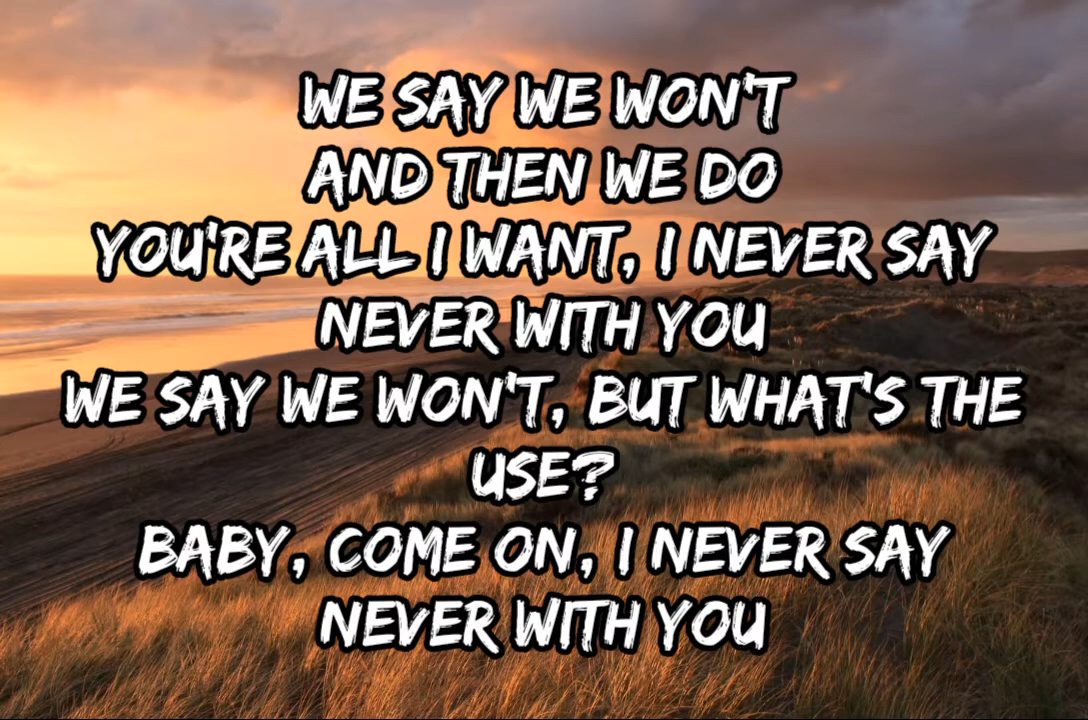 WE SAY WE WON'T
AND THEN WE DO
YOU'RE ALL I WANT, I NEVER SAY
NEVER WITH YOU
WE SAY WE WON'T, BUT WHAT'S THE
USE?
BABY, COME ON, I NEVER SAY
NEVER WITH YOU